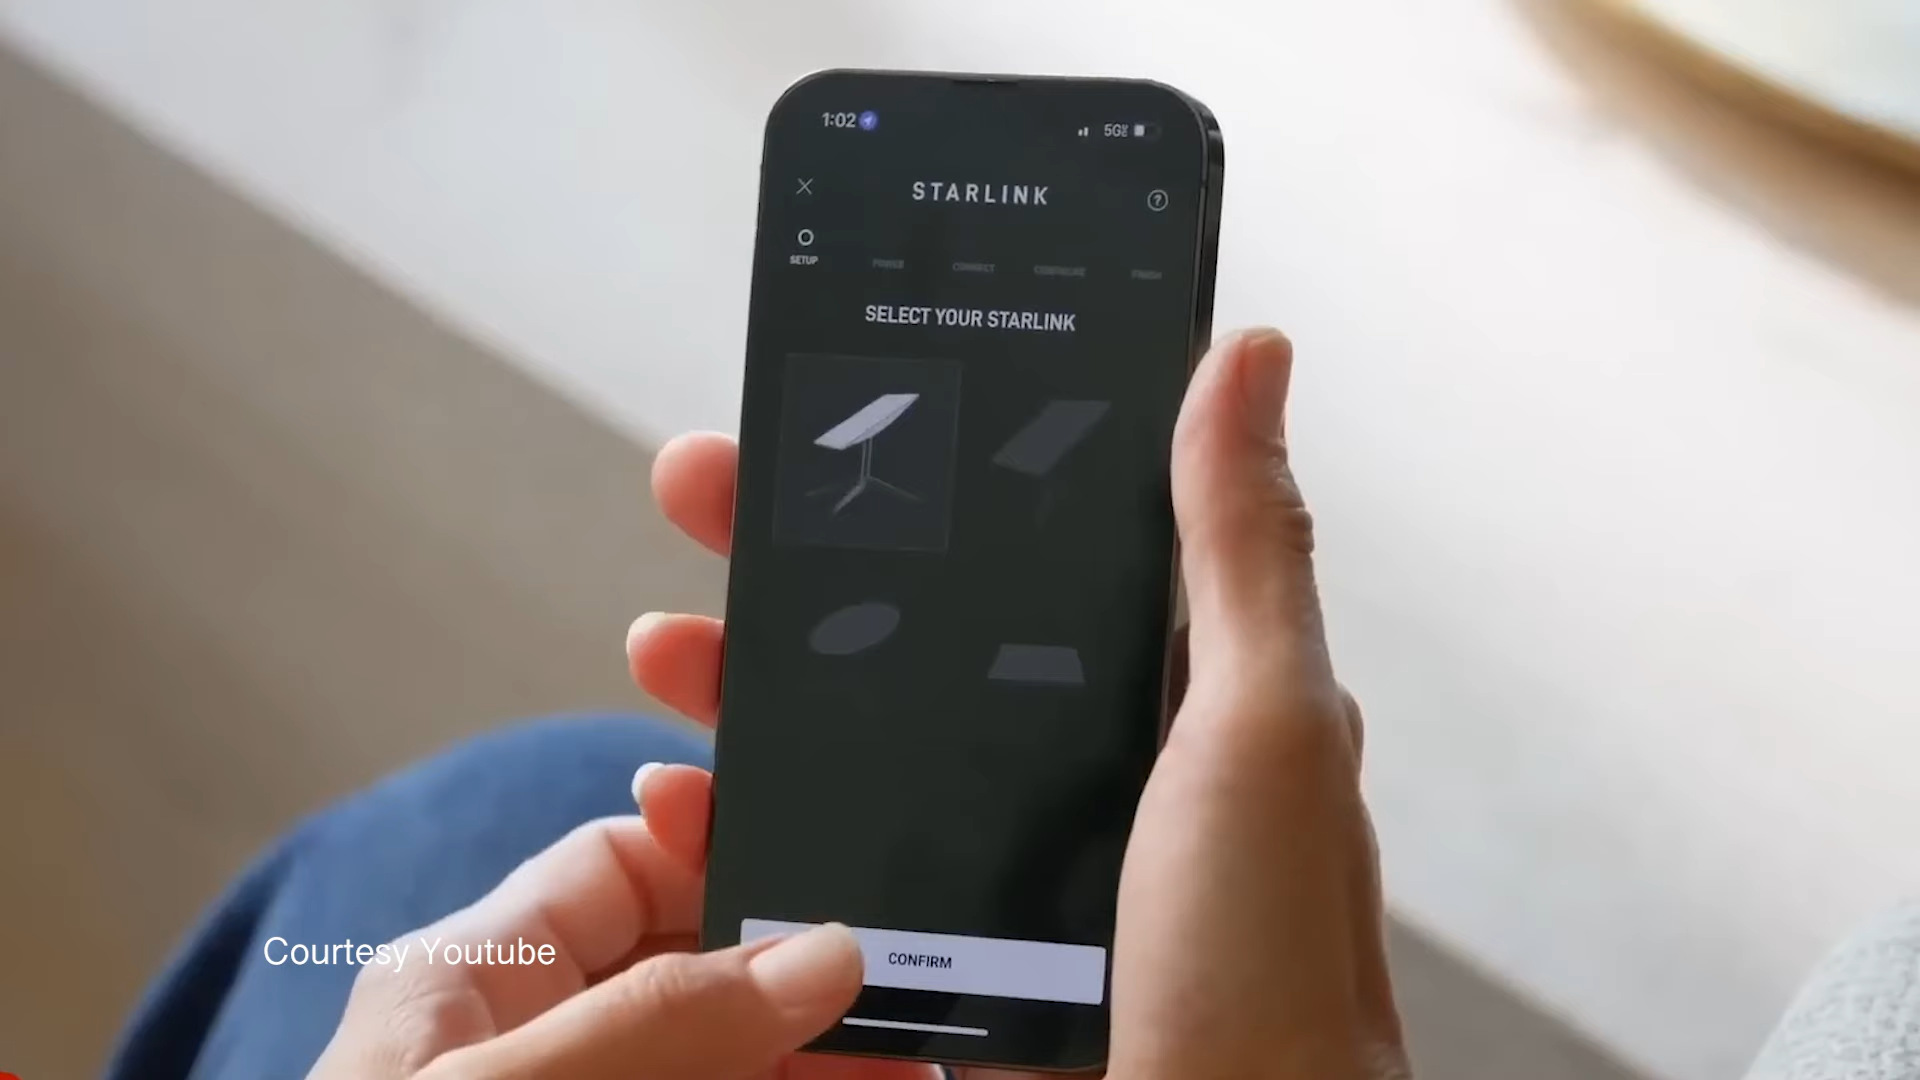 1:02
5G
STARLINK
?
SETUP
POWER
CONNECT
CONFIGURE
FINISH
SELECT YOUR STARLINK
CONFIRM
Courtesy Youtube